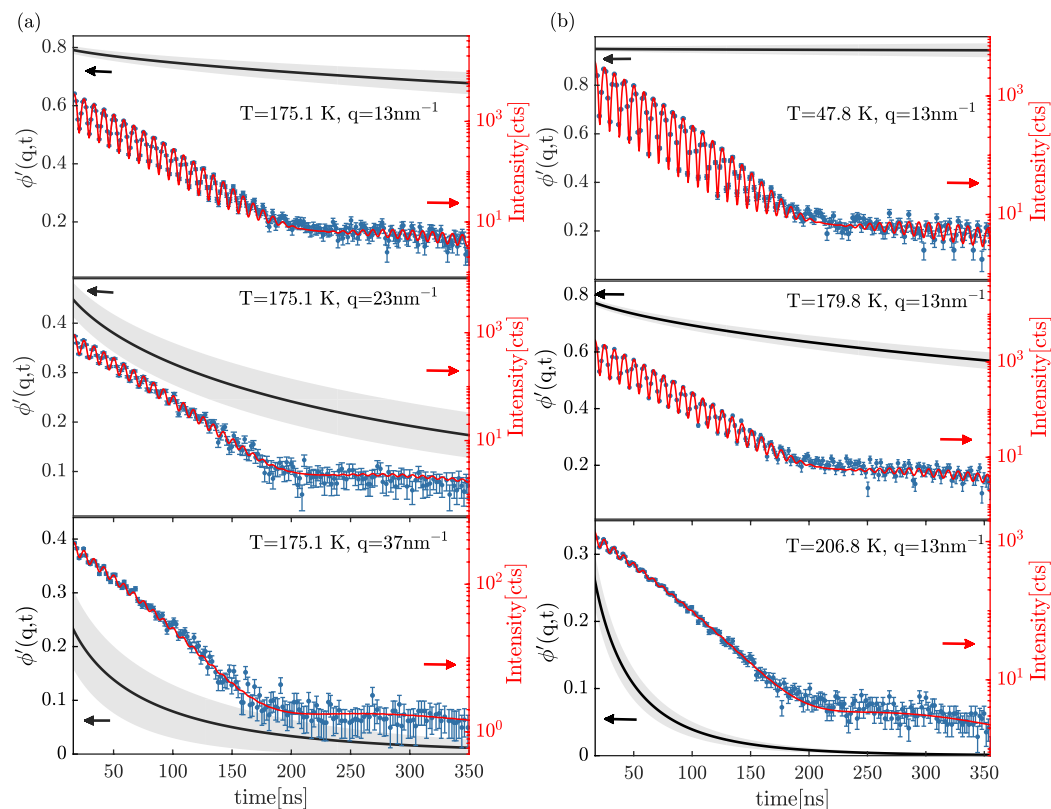 (a)
(b)
0.8
0.6
0.4
0.2
ϕ′(q,t)
T=175.1 K, q=13nm⁻¹
10³
10¹
Intensity[cts]
0.8
0.6
0.4
0.2
ϕ′(q,t)
T=47.8 K, q=13nm⁻¹
10³
10¹
Intensity[cts]
0.4
0.3
0.2
0.1
ϕ′(q,t)
T=175.1 K, q=23nm⁻¹
10³
10¹
Intensity[cts]
0.8
0.6
0.4
0.2
ϕ′(q,t)
T=179.8 K, q=13nm⁻¹
10³
10¹
Intensity[cts]
0.4
0.3
0.2
0.1
0
ϕ′(q,t)
T=175.1 K, q=37nm⁻¹
10²
10⁰
Intensity[cts]
0.3
0.2
0.1
0
ϕ′(q,t)
T=206.8 K, q=13nm⁻¹
10³
10¹
Intensity[cts]
50 100 150 200 250 300 350
time[ns]
50 100 150 200 250 300 350
time[ns]